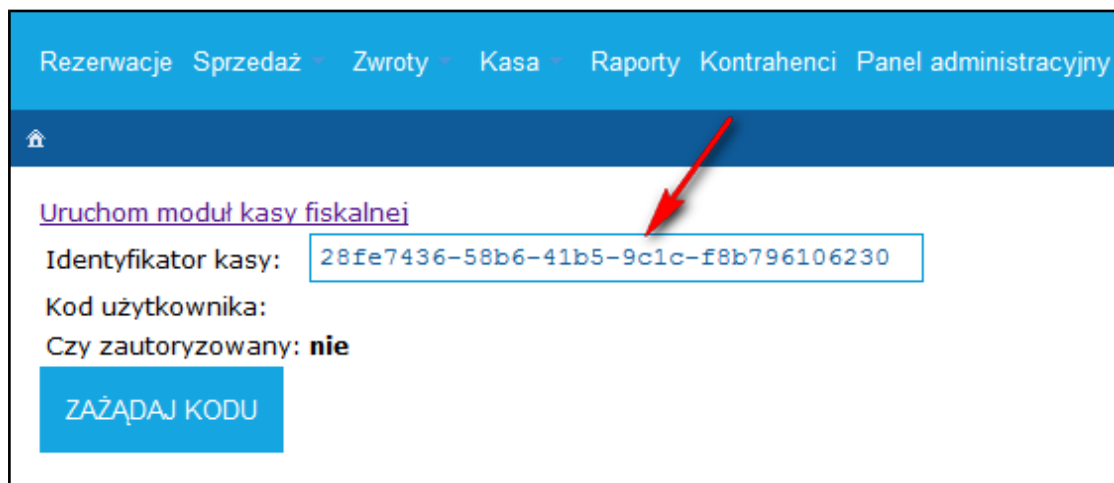 Rezerwacje Sprzedaż Zwroty Kasa Raporty Kontrahenci Panel administracyjny
Uruchom moduł kasy fiskalnej
Identyfikator kasy: 28fe7436-58b6-41b5-9c1c-f8b796106230
Kod użytkownika:
Czy zautoryzowany: nie
ZAŻĄDAJ KODU